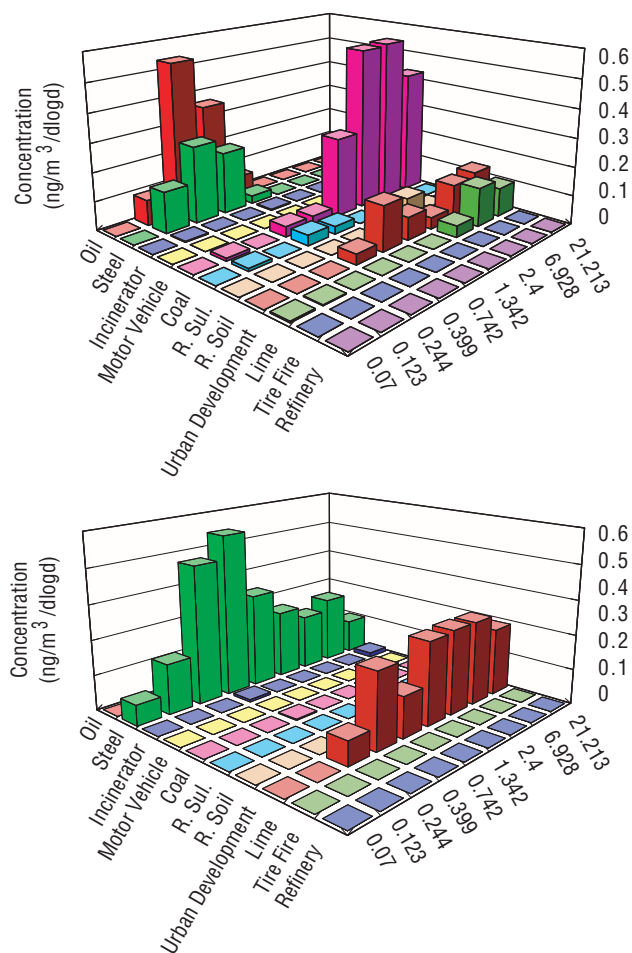 Concentration
(ng/m 3 /dlogd)
0.6
0.5
0.4
0.3
0.2
0.1
0
Oil
Steel
Incinerator
Motor Vehicle
Coal
R. Sul.
R. Soil
Urban Development
Lime
Tire Fire
Refinery
0.07
0.123
0.244
0.399
0.742
1.342
2.4
6.928
21.213
Concentration
(ng/m 3 /dlogd)
0.6
0.5
0.4
0.3
0.2
0.1
0
Oil
Steel
Incinerator
Motor Vehicle
Coal
R. Sul.
R. Soil
Urban Development
Lime
Tire Fire
Refinery
0.07
0.123
0.244
0.399
0.742
1.342
2.4
6.928
21.213